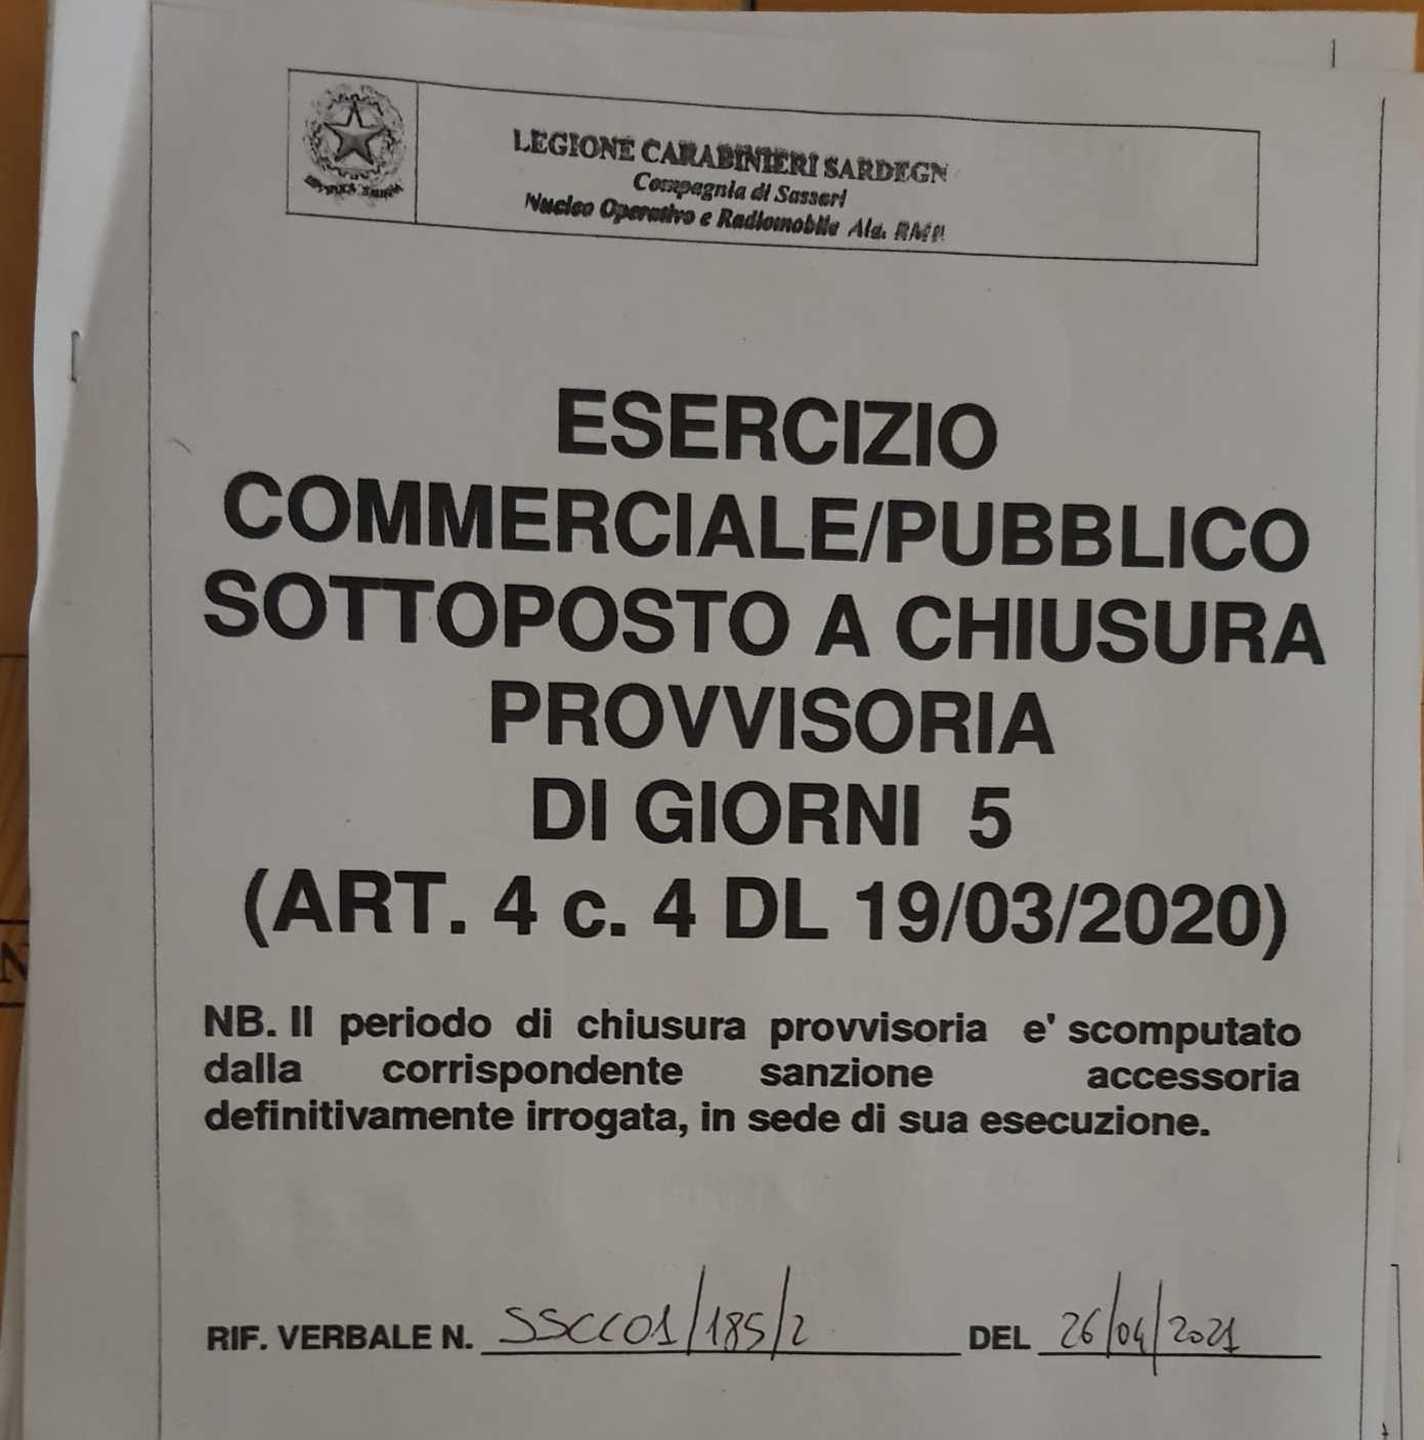 LEGIONE CARABINIERI SARDEGN
Compagnia di Sassari
Nucleo Operativo e Radiomobile Alq. RMP.
ESERCIZIO
COMMERCIALE/PUBBLICO
SOTTOPOSTO A CHIUSURA
PROVVISORIA
DI GIORNI 5
(ART. 4 c. 4 DL 19/03/2020)
NB. Il periodo di chiusura provvisoria e' scomputato
dalla corrispondente sanzione accessoria
definitivamente irrogata, in sede di sua esecuzione.
RIF. VERBALE N. SSCC01/185/2 DEL 26/04/2021